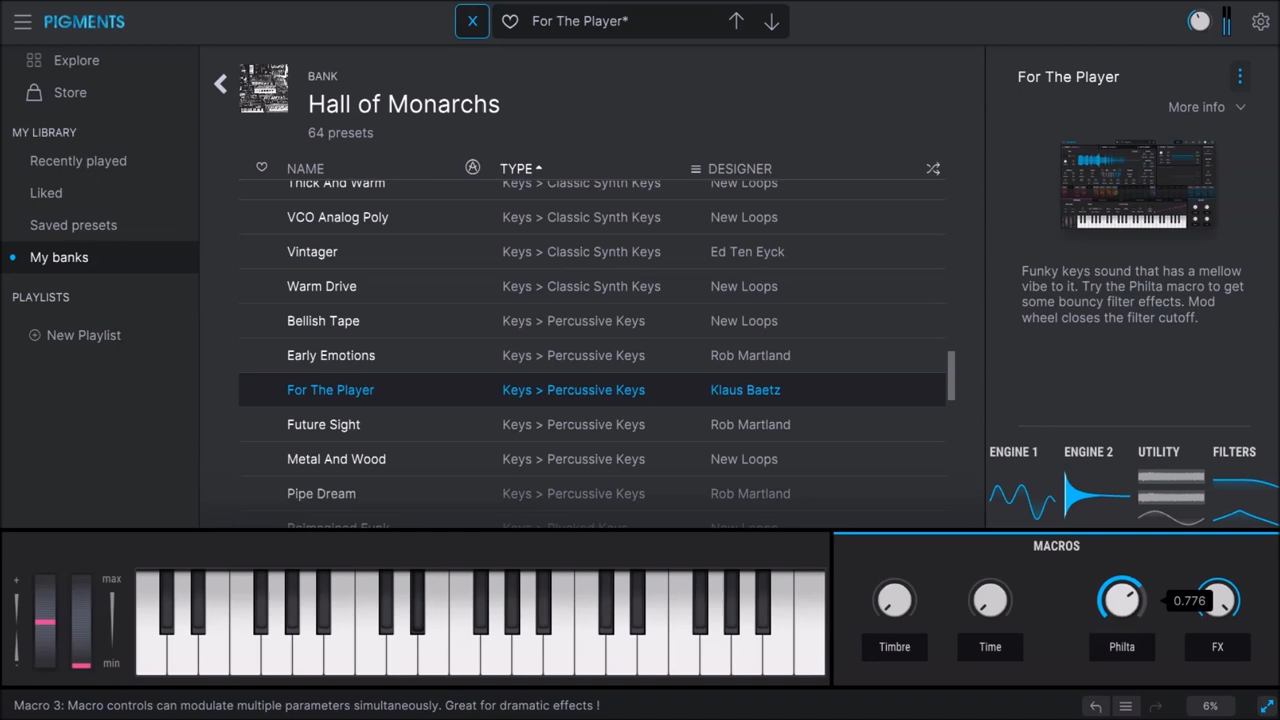 PIGMENTS
X
For The Player*
Explore
Store
MY LIBRARY
Recently played
Liked
Saved presets
My banks
PLAYLISTS
New Playlist
BANK
Hall of Monarchs
64 presets
NAME TYPE DESIGNER
Thick And Warm Keys > Classic Synth Keys New Loops
VCO Analog Poly Keys > Classic Synth Keys New Loops
Vintager Keys > Classic Synth Keys Ed Ten Eyck
Warm Drive Keys > Classic Synth Keys New Loops
Bellish Tape Keys > Percussive Keys New Loops
Early Emotions Keys > Percussive Keys Rob Martland
For The Player Keys > Percussive Keys Klaus Baetz
Future Sight Keys > Percussive Keys Rob Martland
Metal And Wood Keys > Percussive Keys New Loops
Pipe Dream Keys > Percussive Keys Rob Martland
Reimagined Funk Keys > Plucked Keys New Loops
For The Player
More info
Funky keys sound that has a mellow
vibe to it. Try the Philta macro to get
some bouncy filter effects. Mod
wheel closes the filter cutoff.
ENGINE 1 ENGINE 2 UTILITY FILTERS
+
-
max
min
MACROS
0.776
Timbre Time Philta FX
Macro 3: Macro controls can modulate multiple parameters simultaneously. Great for dramatic effects !
6%